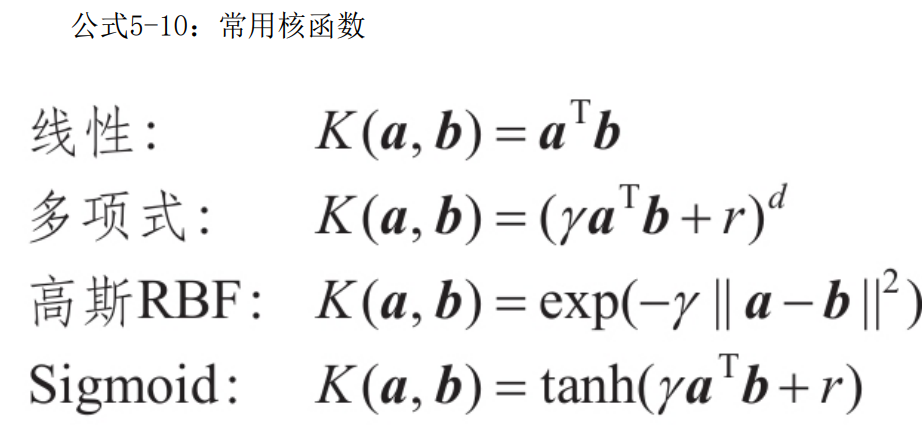 公式5-10：常用核函数
线性： K(a, b) = aᵀb
多项式： K(a, b) = (γaᵀb + r)ᵈ
高斯RBF： K(a, b) = exp(−γ ‖ a − b ‖²)
Sigmoid: K(a, b) = tanh(γaᵀb + r)